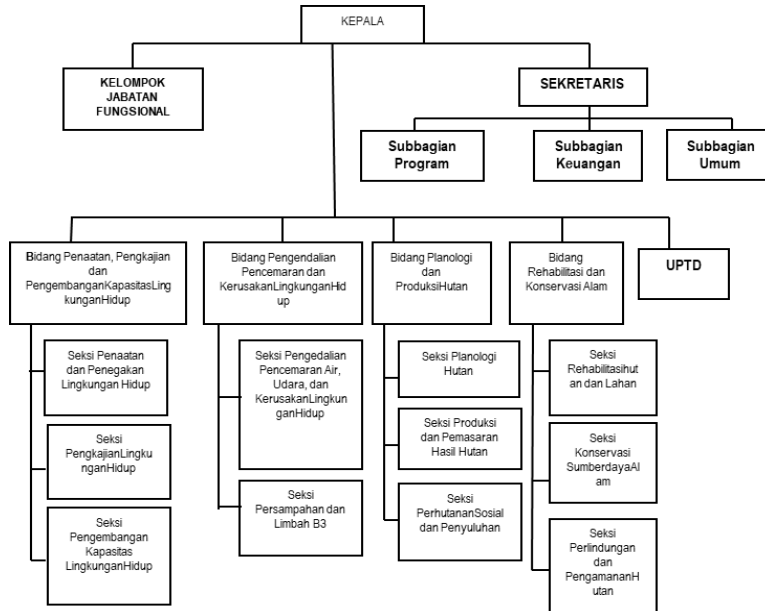 KEPALA
KELOMPOK
JABATAN
FUNGSIONAL
SEKRETARIS
Subbagian
Program
Subbagian
Keuangan
Subbagian
Umum
Bidang Penaatan, Pengkajian
dan
PengembanganKapasitasLing
kunganHidup
Bidang Pengendalian
Pencemaran dan
KerusakanLingkunganHid
up
Bidang Planologi
dan
ProduksiHutan
Bidang
Rehabilitasi dan
Konservasi Alam
UPTD
Seksi Penaatan
dan Penegakan
Lingkungan Hidup
Seksi
PengkajianLingku
nganHidup
Seksi
Pengembangan
Kapasitas
LingkunganHidup
Seksi Pengedalian
Pencemaran Air,
Udara, dan
KerusakanLingkun
ganHidup
Seksi
Persampahan dan
Limbah B3
Seksi Planologi
Hutan
Seksi Produksi
dan Pemasaran
Hasil Hutan
Seksi
PerhutananSosial
dan Penyuluhan
Seksi
Rehabilitasihut
an dan Lahan
Seksi
Konservasi
SumberdayaAl
am
Seksi
Perlindungan
dan
PengamananH
utan